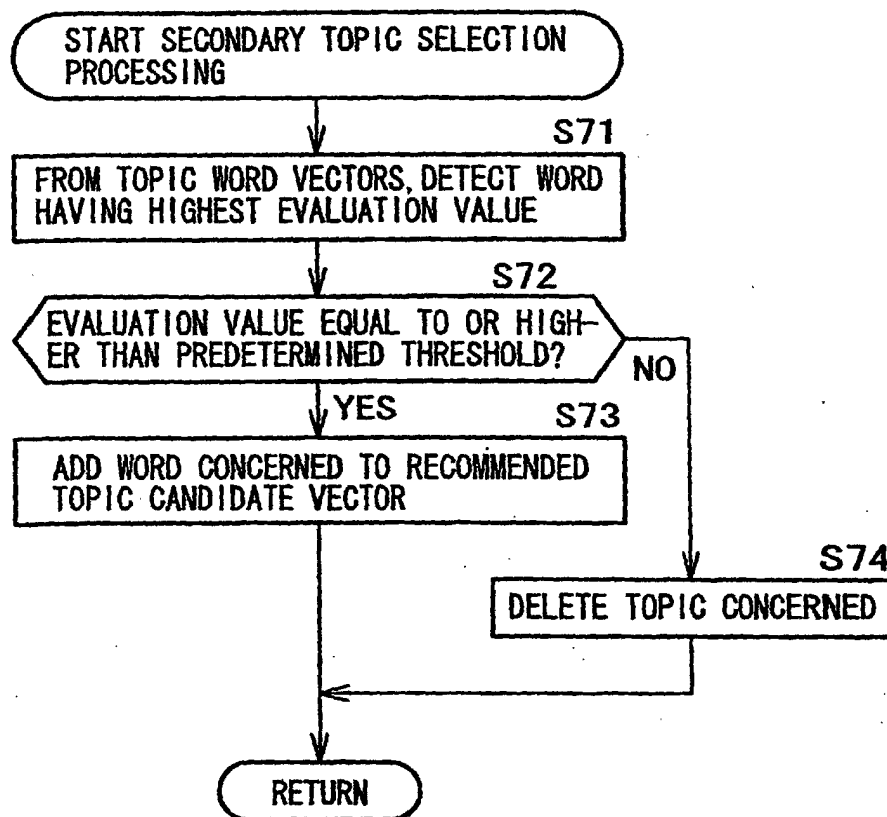 START SECONDARY TOPIC SELECTION
PROCESSING
S71
FROM TOPIC WORD VECTORS, DETECT WORD
HAVING HIGHEST EVALUATION VALUE
S72
EVALUATION VALUE EQUAL TO OR HIGH-
ER THAN PREDETERMINED THRESHOLD?
NO
YES
S73
ADD WORD CONCERNED TO RECOMMENDED
TOPIC CANDIDATE VECTOR
S74
DELETE TOPIC CONCERNED
RETURN